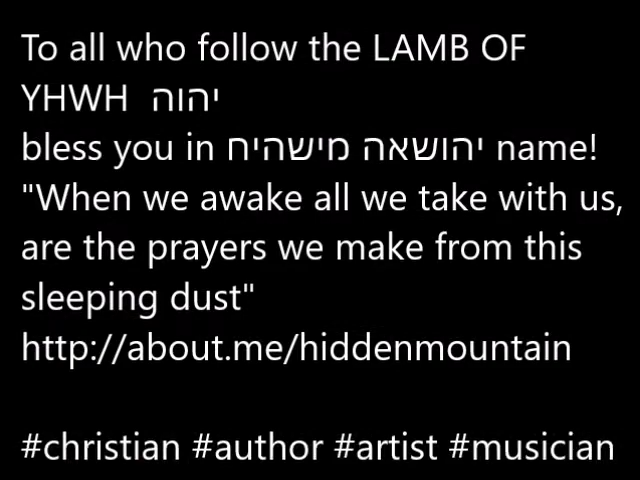 To all who follow the LAMB OF
YHWH יהוה
bless you in יהושאה מישהיח name!
"When we awake all we take with us,
are the prayers we make from this
sleeping dust"
http://about.me/hiddenmountain
#christian #author #artist #musician